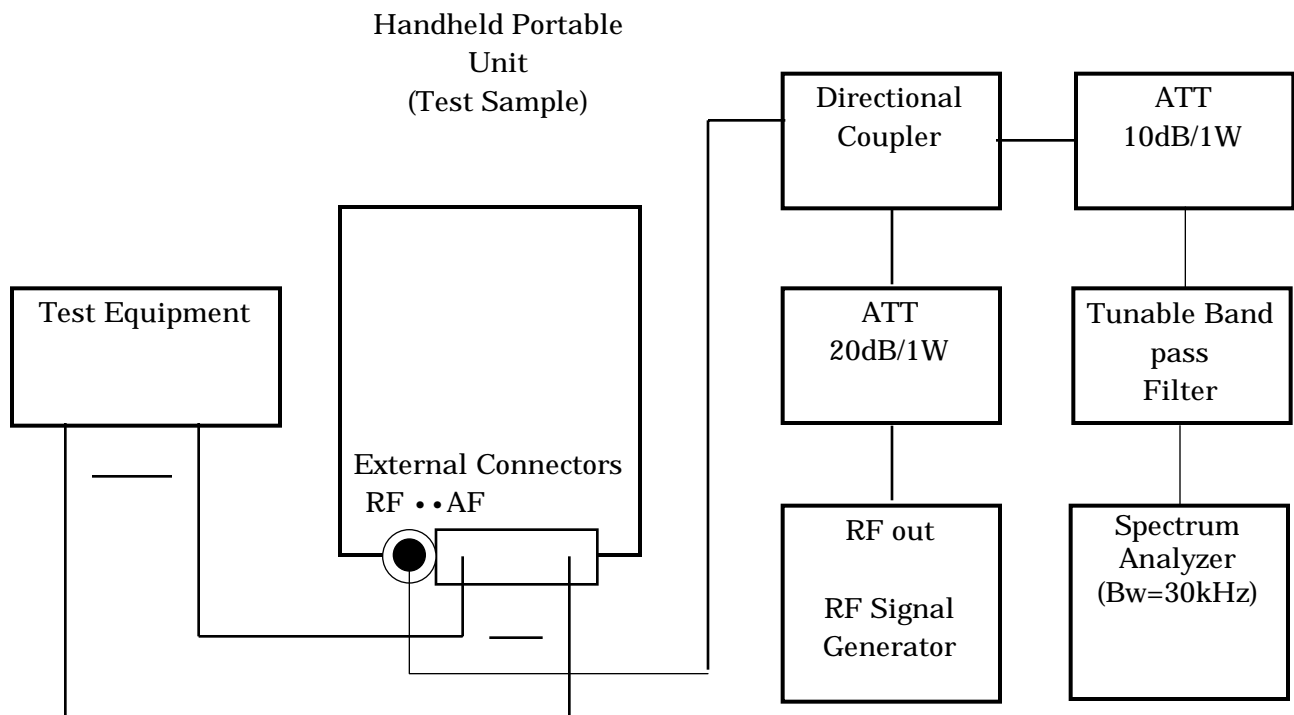 Handheld Portable
Unit
(Test Sample)
Directional
Coupler
ATT
10dB/1W
Test Equipment
ATT
20dB/1W
Tunable Band
pass
Filter
External Connectors
RF ••AF
RF out
RF Signal
Generator
Spectrum
Analyzer
(Bw=30kHz)